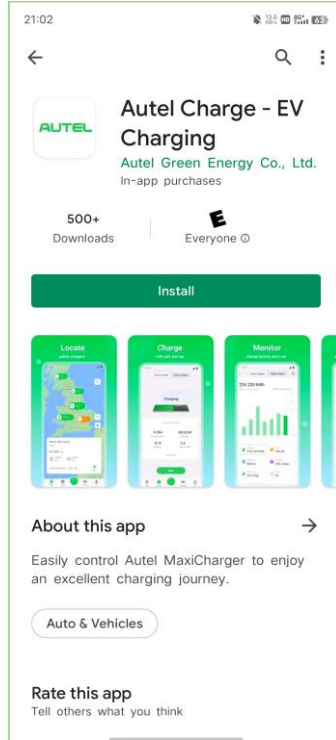 21:02
63
AUTEL
Autel Charge - EV
Charging
Autel Green Energy Co., Ltd.
In-app purchases
500+
Downloads
E
Everyone
Install
Locate
Charge
Monitor
Charging
About this app
Easily control Autel MaxiCharger to enjoy
an excellent charging journey.
Auto & Vehicles
Rate this app
Tell others what you think